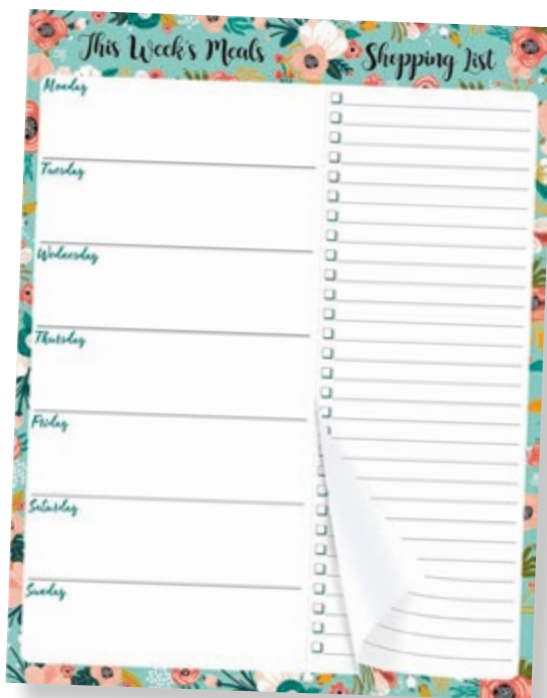 This Week's Meals
Shopping List
Monday
Tuesday
Wednesday
Thursday
Friday
Saturday
Sunday